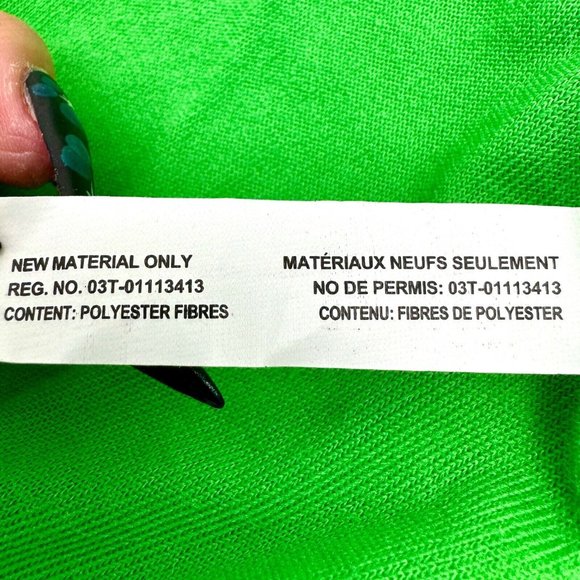 NEW MATERIAL ONLY
REG. NO. 03T-01113413
CONTENT: POLYESTER FIBRES
MATÉRIAUX NEUFS SEULEMENT
NO DE PERMIS: 03T-01113413
CONTENU: FIBRES DE POLYESTER